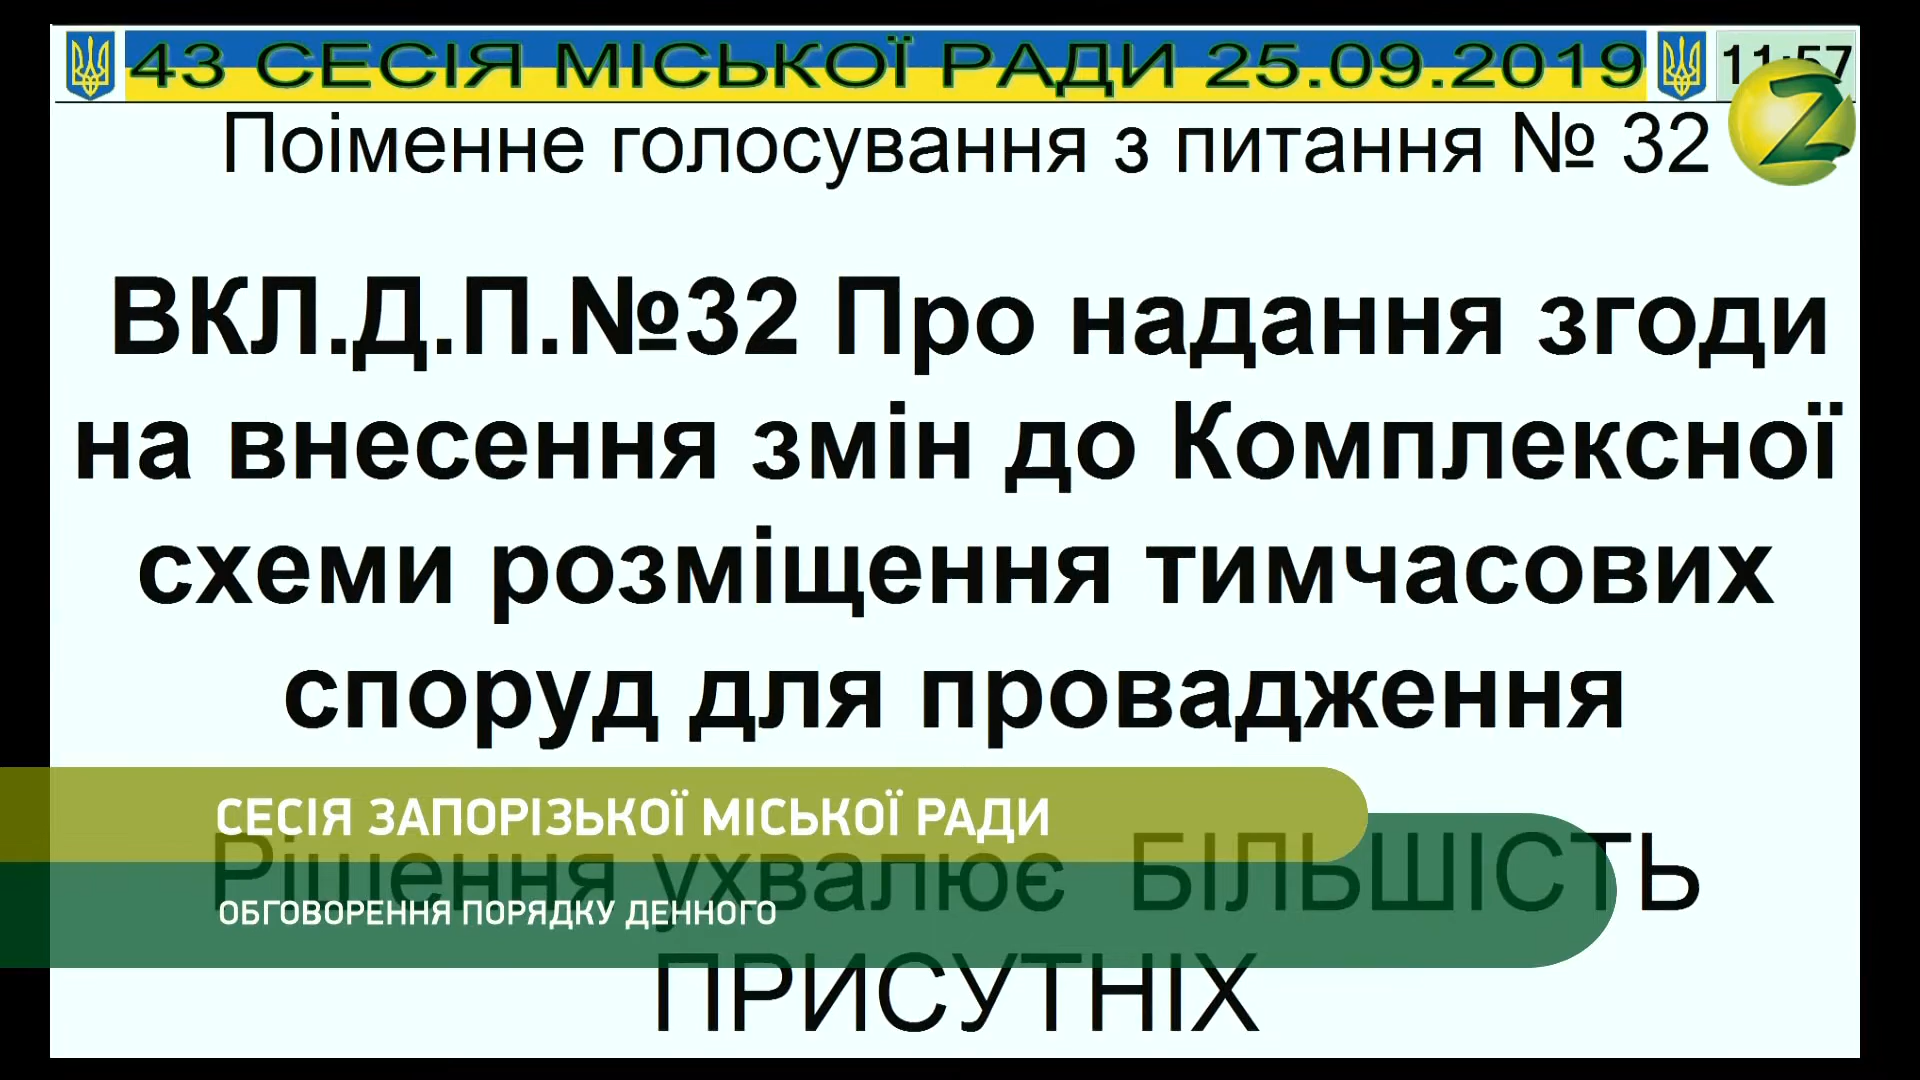 43 СЕСІЯ МІСЬКОЇ РАДИ 25.09.2019
11:57
Поіменне голосування з питання № 32
ВКЛ.Д.П.№32 Про надання згоди
на внесення змін до Комплексної
схеми розміщення тимчасових
споруд для провадження
СЕСІЯ ЗАПОРІЗЬКОЇ МІСЬКОЇ РАДИ
Рішення ухвалює БІЛЬШІСТЬ
ОБГОВОРЕННЯ ПОРЯДКУ ДЕННОГО
ПРИСУТНІХ